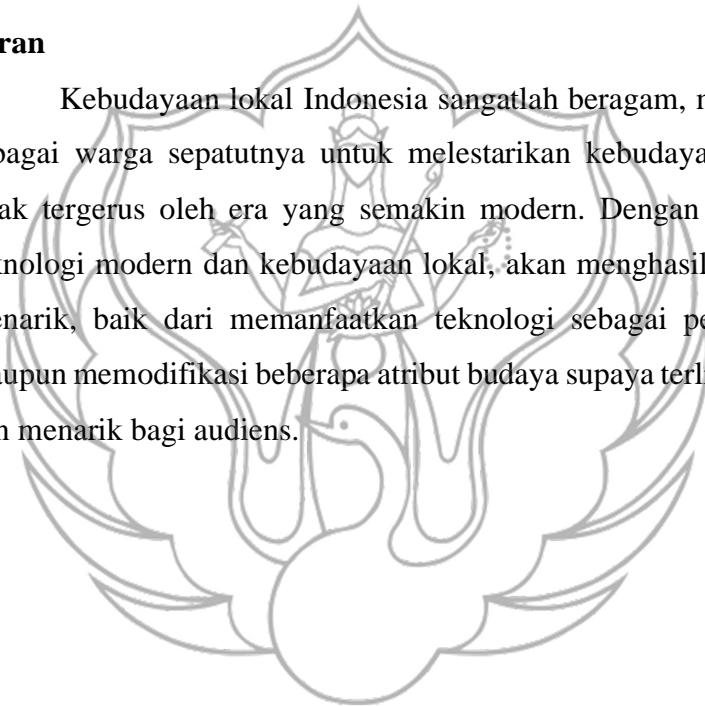 ran
Kebudayaan lokal Indonesia sangatlah beragam,
bagai warga sepatutnya untuk melestarikan kebudaya
ak tergerus oleh era yang semakin modern. Dengan
knologi modern dan kebudayaan lokal, akan menghasil
enarik, baik dari memanfaatkan teknologi sebagai pe
aupun memodifikasi beberapa atribut budaya supaya terli
n menarik bagi audiens.